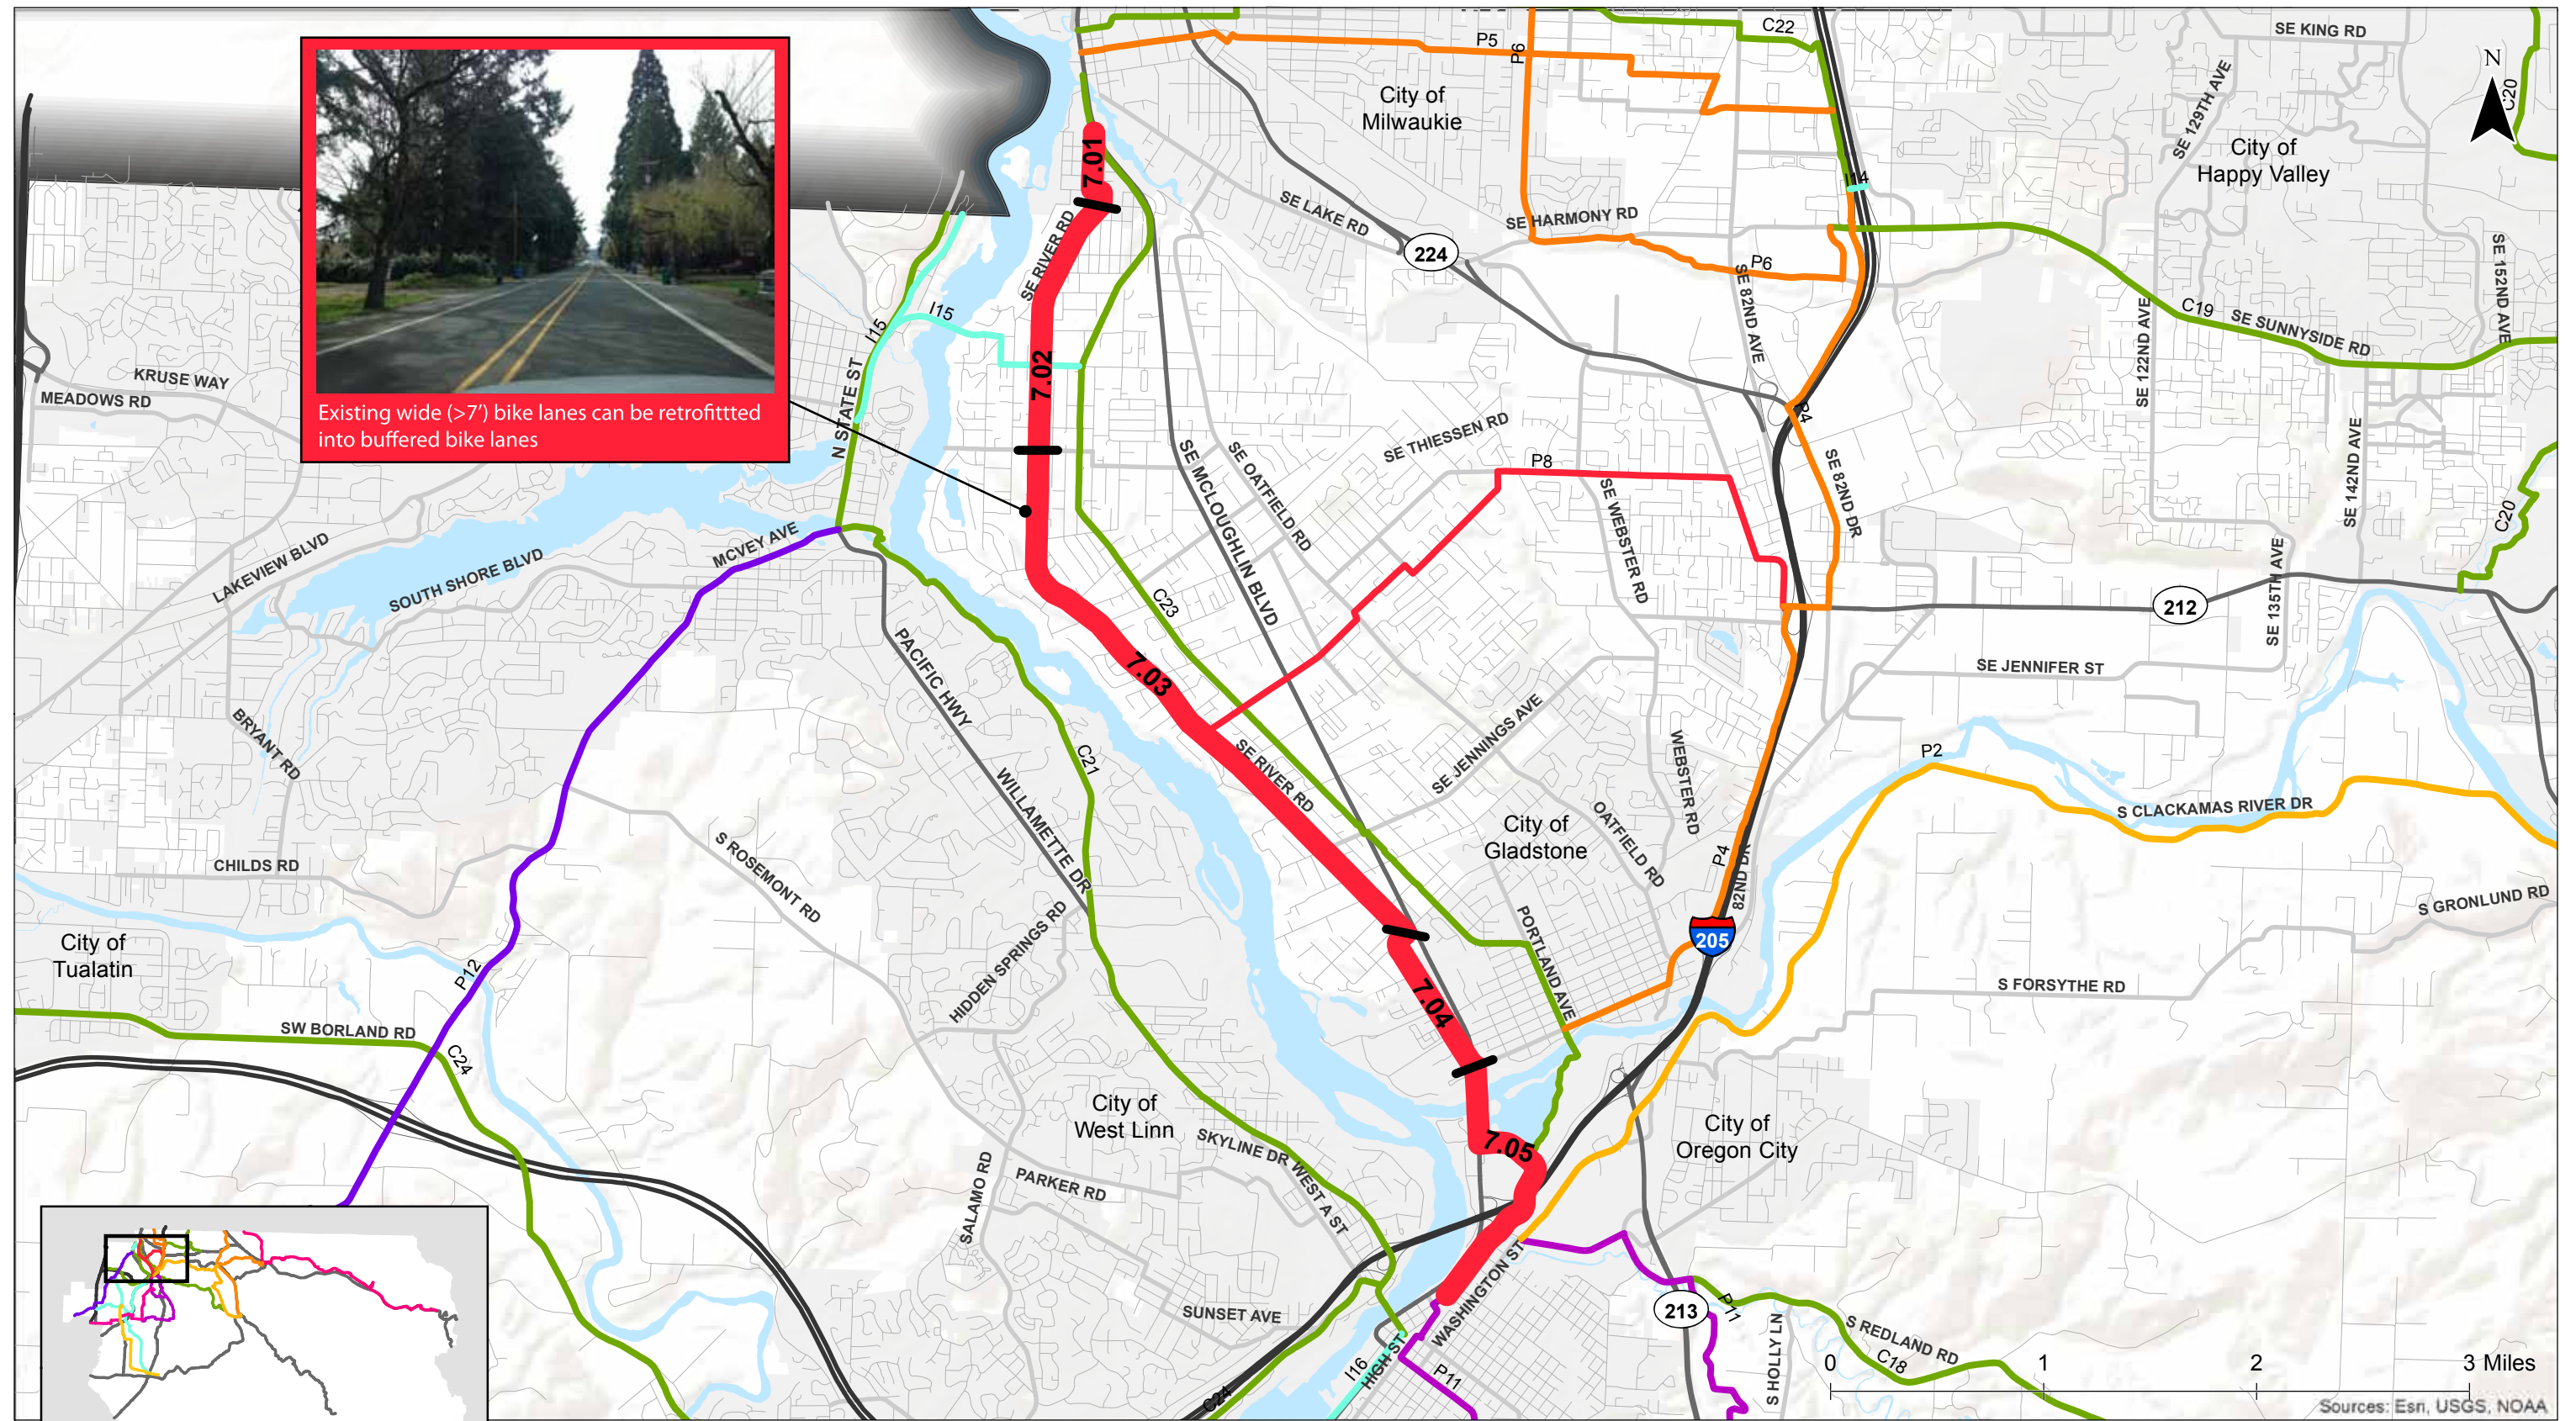 Existing wide (>7') bike lanes can be retrofittted
into buffered bike lanes
C22
SE KING RD
P5
P6
N
C20
City of
Milwaukie
SE 129TH AVE
City of
Happy Valley
7.01
I14
SE LAKE RD
SE HARMONY RD
224
SE RIVER RD
P6
SE 82ND AVE
SE 152ND AVE
C19
SE SUNNYSIDE RD
SE 122ND AVE
I15
I15
7.02
KRUSE WAY
MEADOWS RD
N STATE ST
P4
SE THIESSEN RD
SE OATFIELD RD
SE MCLOUGHLIN BLVD
P8
SE 82ND DR
SE 142ND AVE
C20
SE WEBSTER RD
MCVEY AVE
LAKEVIEW BLVD
SOUTH SHORE BLVD
C23
212
SE 135TH AVE
PACIFIC HWY
7.03
SE JENNIFER ST
BRYANT RD
C21
SE RIVER RD
SE JENNINGS AVE
WEBSTER RD
P2
WILLAMETTE DR
S CLACKAMAS RIVER DR
City of
Gladstone
OATFIELD RD
P4
82ND DR
CHILDS RD
S ROSEMONT RD
S GRONLUND RD
HIDDEN SPRINGS RD
PORTLAND AVE
205
City of
Tualatin
P12
S FORSYTHE RD
7.04
SW BORLAND RD
C24
City of
West Linn
City of
Oregon City
7.05
SKYLINE DR
WEST A ST
PARKER RD
SALAMO RD
WASHINGTON ST
SUNSET AVE
213
P11
S HOLLY LN
S REDLAND RD
C18
HIGH ST
I16
P11
C24
0 1 2 3 Miles
Sources: Esri, USGS, NOAA